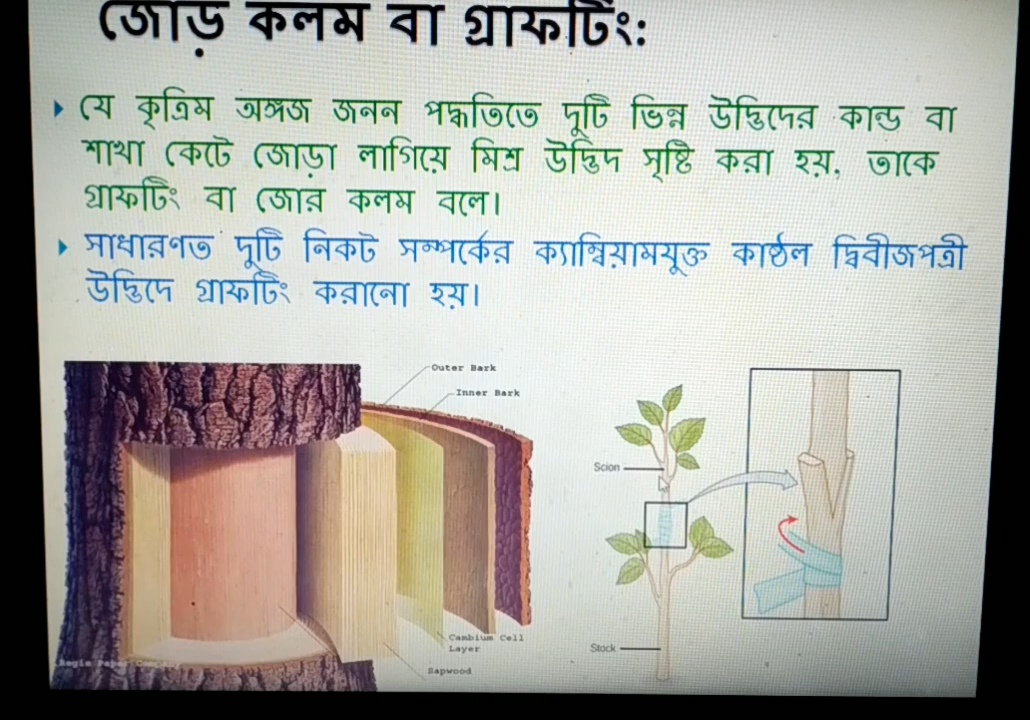 জোড় কলম বা গ্রাফটিং:
যে কৃত্রিম অঙ্গজ জনন পদ্ধতিতে দুটি ভিন্ন উদ্ভিদের কান্ড বা
শাখা কেটে জোড়া লাগিয়ে মিশ্র উদ্ভিদ সৃষ্টি করা হয়, তাকে
গ্রাফটিং বা জোর কলম বলে।
সাধারণত দুটি নিকট সম্পর্কের ক্যাম্বিয়ামযুক্ত কাষ্ঠল দ্বিবীজপত্রী
উদ্ভিদে গ্রাফটিং করানো হয়।
Outer Bark
Inner Bark
Cambium Cell
Layer
Sapwood
Scion
Stock